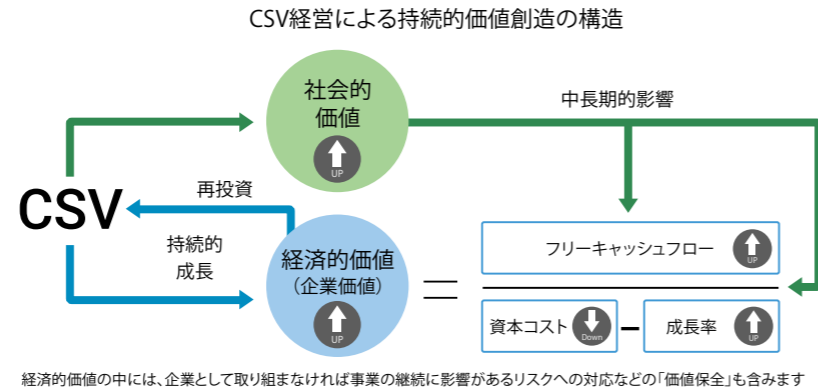 CSV経営による持続的価値創造の構造
社会的
価値
UP
中長期的影響
CSV
再投資
持続的
成長
経済的価値
(企業価値)
UP
=
フリーキャッシュフロー
UP
資本コスト
Down
−
成長率
UP
経済的価値の中には、企業として取り組まなければ事業の継続に影響があるリスクへの対応などの「価値保全」も含みます